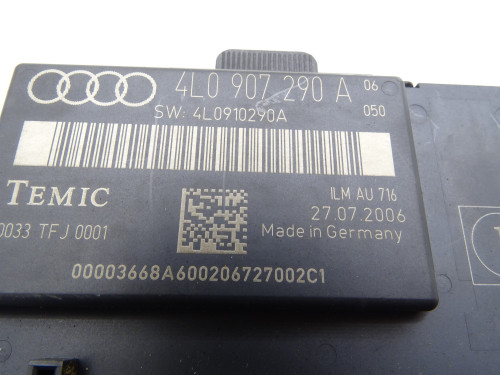 4L0 907 290 A 06
SW: 4L0910290A 050
TEMIC
ILM AU 716
27.07.2006
0033 TFJ 0001
Made in Germany
00003668A600206727002C1